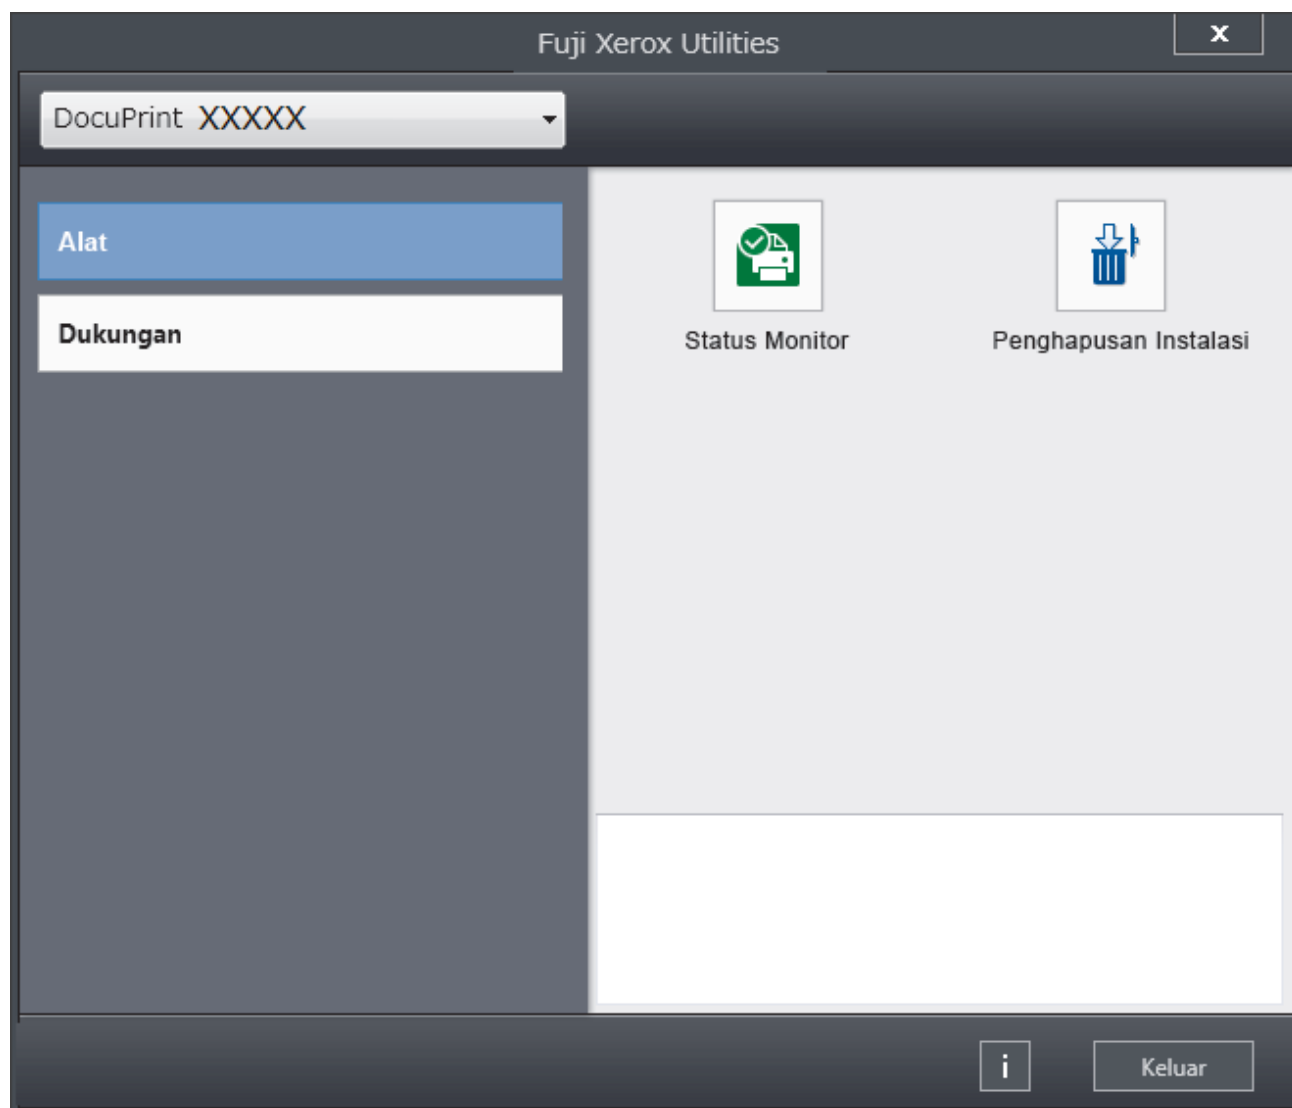 Fuji Xerox Utilities
x
DocuPrint XXXXX
Alat
Dukungan
Status Monitor
Penghapusan Instalasi
i
Keluar